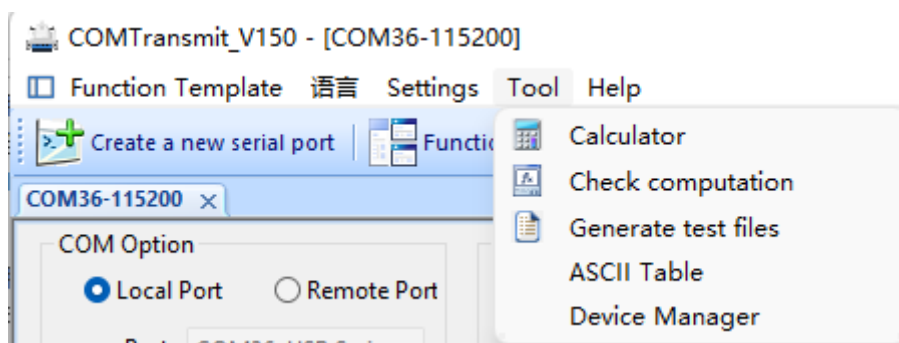 COMTransmit_V150 - [COM36-115200]
Function Template 语言 Settings Tool Help
Create a new serial port
Calculator
Check computation
Generate test files
ASCII Table
Device Manager
COM36-115200
COM Option
Local Port Remote Port